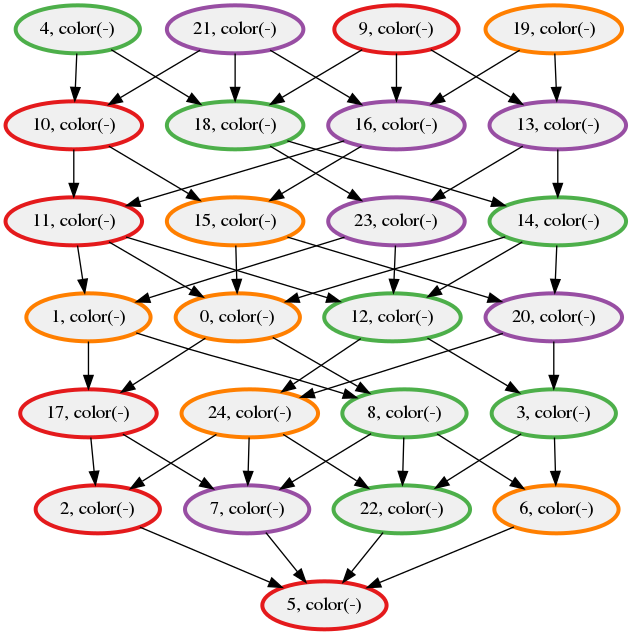 4, color(-)
21, color(-)
9, color(-)
19, color(-)
10, color(-)
18, color(-)
16, color(-)
13, color(-)
11, color(-)
15, color(-)
23, color(-)
14, color(-)
1, color(-)
0, color(-)
12, color(-)
20, color(-)
17, color(-)
24, color(-)
8, color(-)
3, color(-)
2, color(-)
7, color(-)
22, color(-)
6, color(-)
5, color(-)